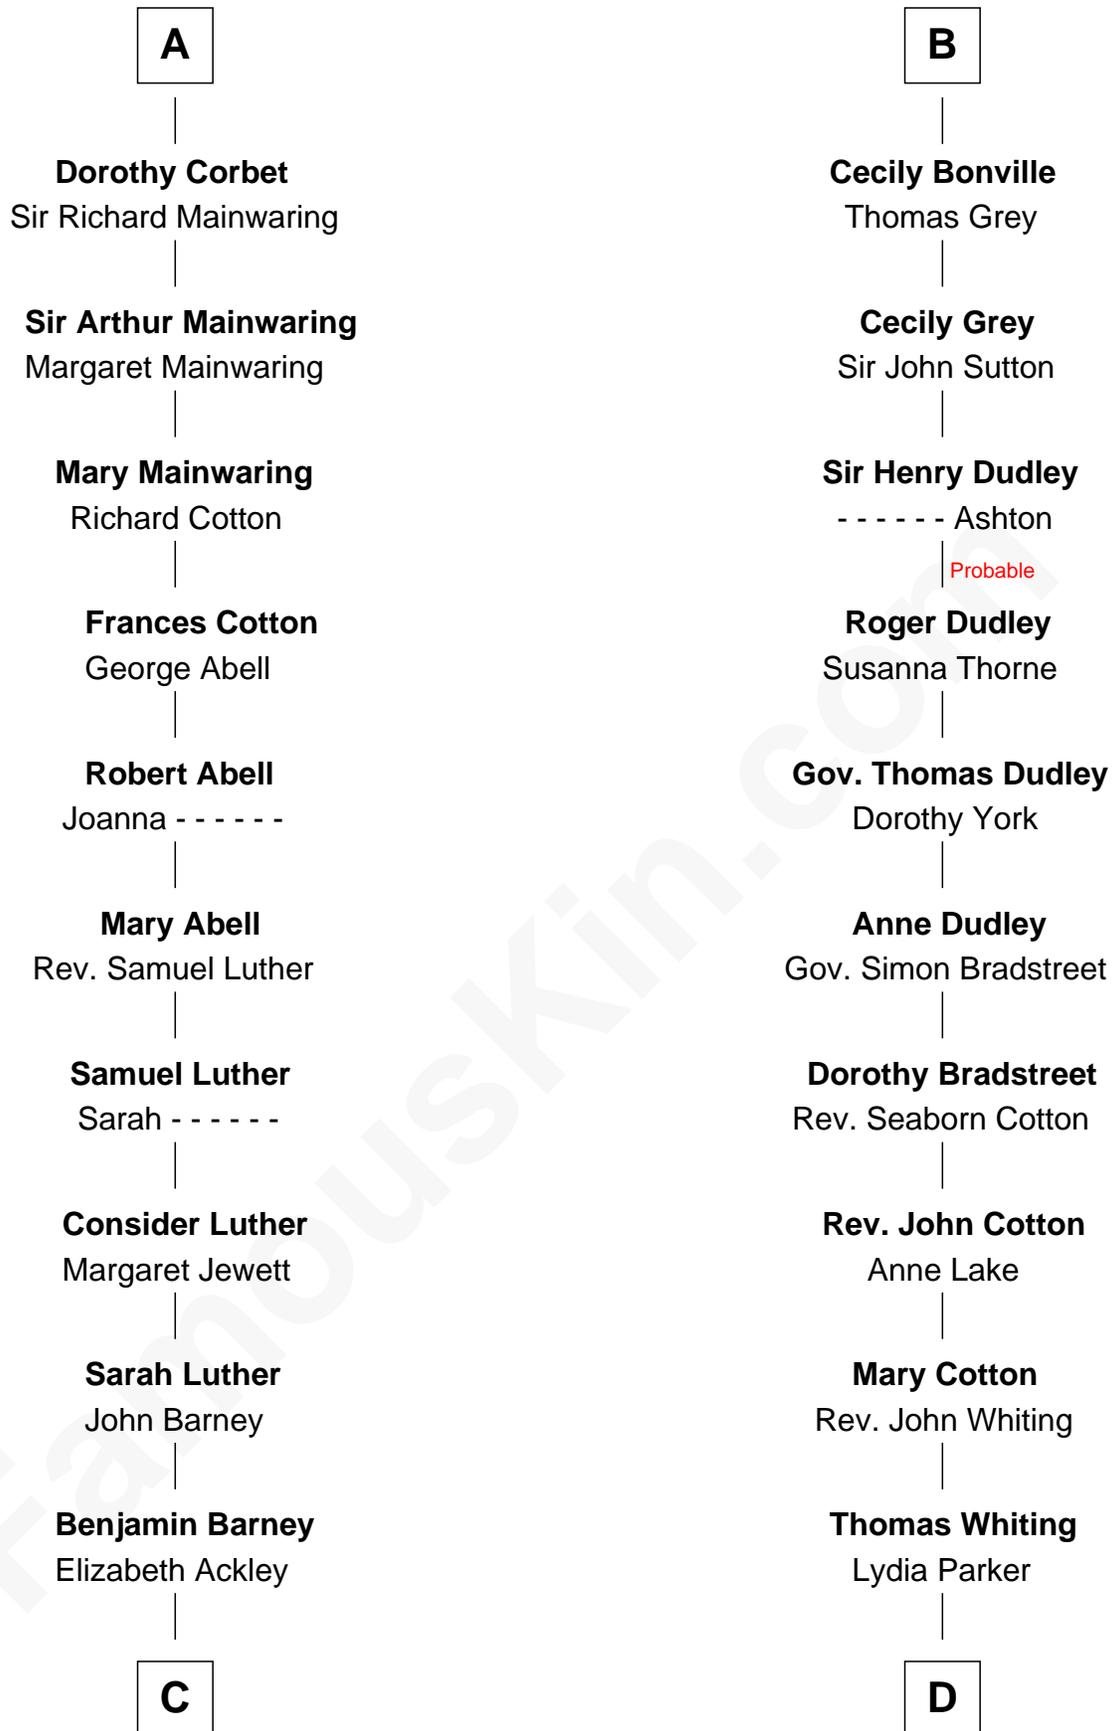 A
Dorothy Corbet
Sir Richard Mainwaring
Sir Arthur Mainwaring
Margaret Mainwaring
Mary Mainwaring
Richard Cotton
Frances Cotton
George Abell
Robert Abell
Joanna - - - - - -
Mary Abell
Rev. Samuel Luther
Samuel Luther
Sarah - - - - - -
Consider Luther
Margaret Jewett
Sarah Luther
John Barney
Benjamin Barney
Elizabeth Ackley
C
B
Cecily Bonville
Thomas Grey
Cecily Grey
Sir John Sutton
Sir Henry Dudley
- - - - - - Ashton
Probable
Roger Dudley
Susanna Thorne
Gov. Thomas Dudley
Dorothy York
Anne Dudley
Gov. Simon Bradstreet
Dorothy Bradstreet
Rev. Seaborn Cotton
Rev. John Cotton
Anne Lake
Mary Cotton
Rev. John Whiting
Thomas Whiting
Lydia Parker
D
FamousKin.com